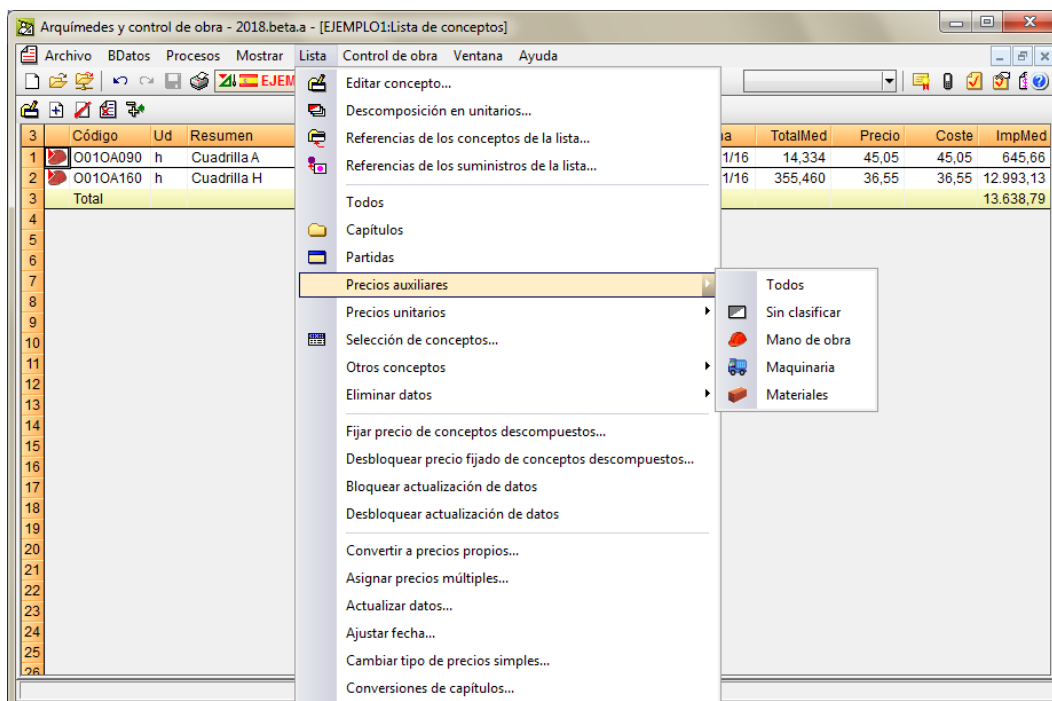 Arquímedes y control de obra - 2018.beta.a - [EJEMPLO1:Lista de conceptos]
Archivo BDatos Procesos Mostrar Lista Control de obra Ventana Ayuda
EJEM
3 Código Ud Resumen TotalMed Precio Coste ImpMed
1 O01OA090 h Cuadrilla A 1/16 14,334 45,05 45,05 645,66
2 O01OA160 h Cuadrilla H 1/16 355,460 36,55 36,55 12.993,13
3 Total 13.638,79
4
5
6
7
8
9
10
11
12
13
14
15
16
17
18
19
20
21
22
23
24
25
26
Editar concepto...
Descomposición en unitarios...
Referencias de los conceptos de la lista...
Referencias de los suministros de la lista...
Todos
Capítulos
Partidas
Precios auxiliares
Precios unitarios
Selección de conceptos...
Otros conceptos
Eliminar datos
Fijar precio de conceptos descompuestos...
Desbloquear precio fijado de conceptos descompuestos...
Bloquear actualización de datos
Desbloquear actualización de datos
Convertir a precios propios...
Asignar precios múltiples...
Actualizar datos...
Ajustar fecha...
Cambiar tipo de precios simples...
Conversiones de capítulos...
Todos
Sin clasificar
Mano de obra
Maquinaria
Materiales